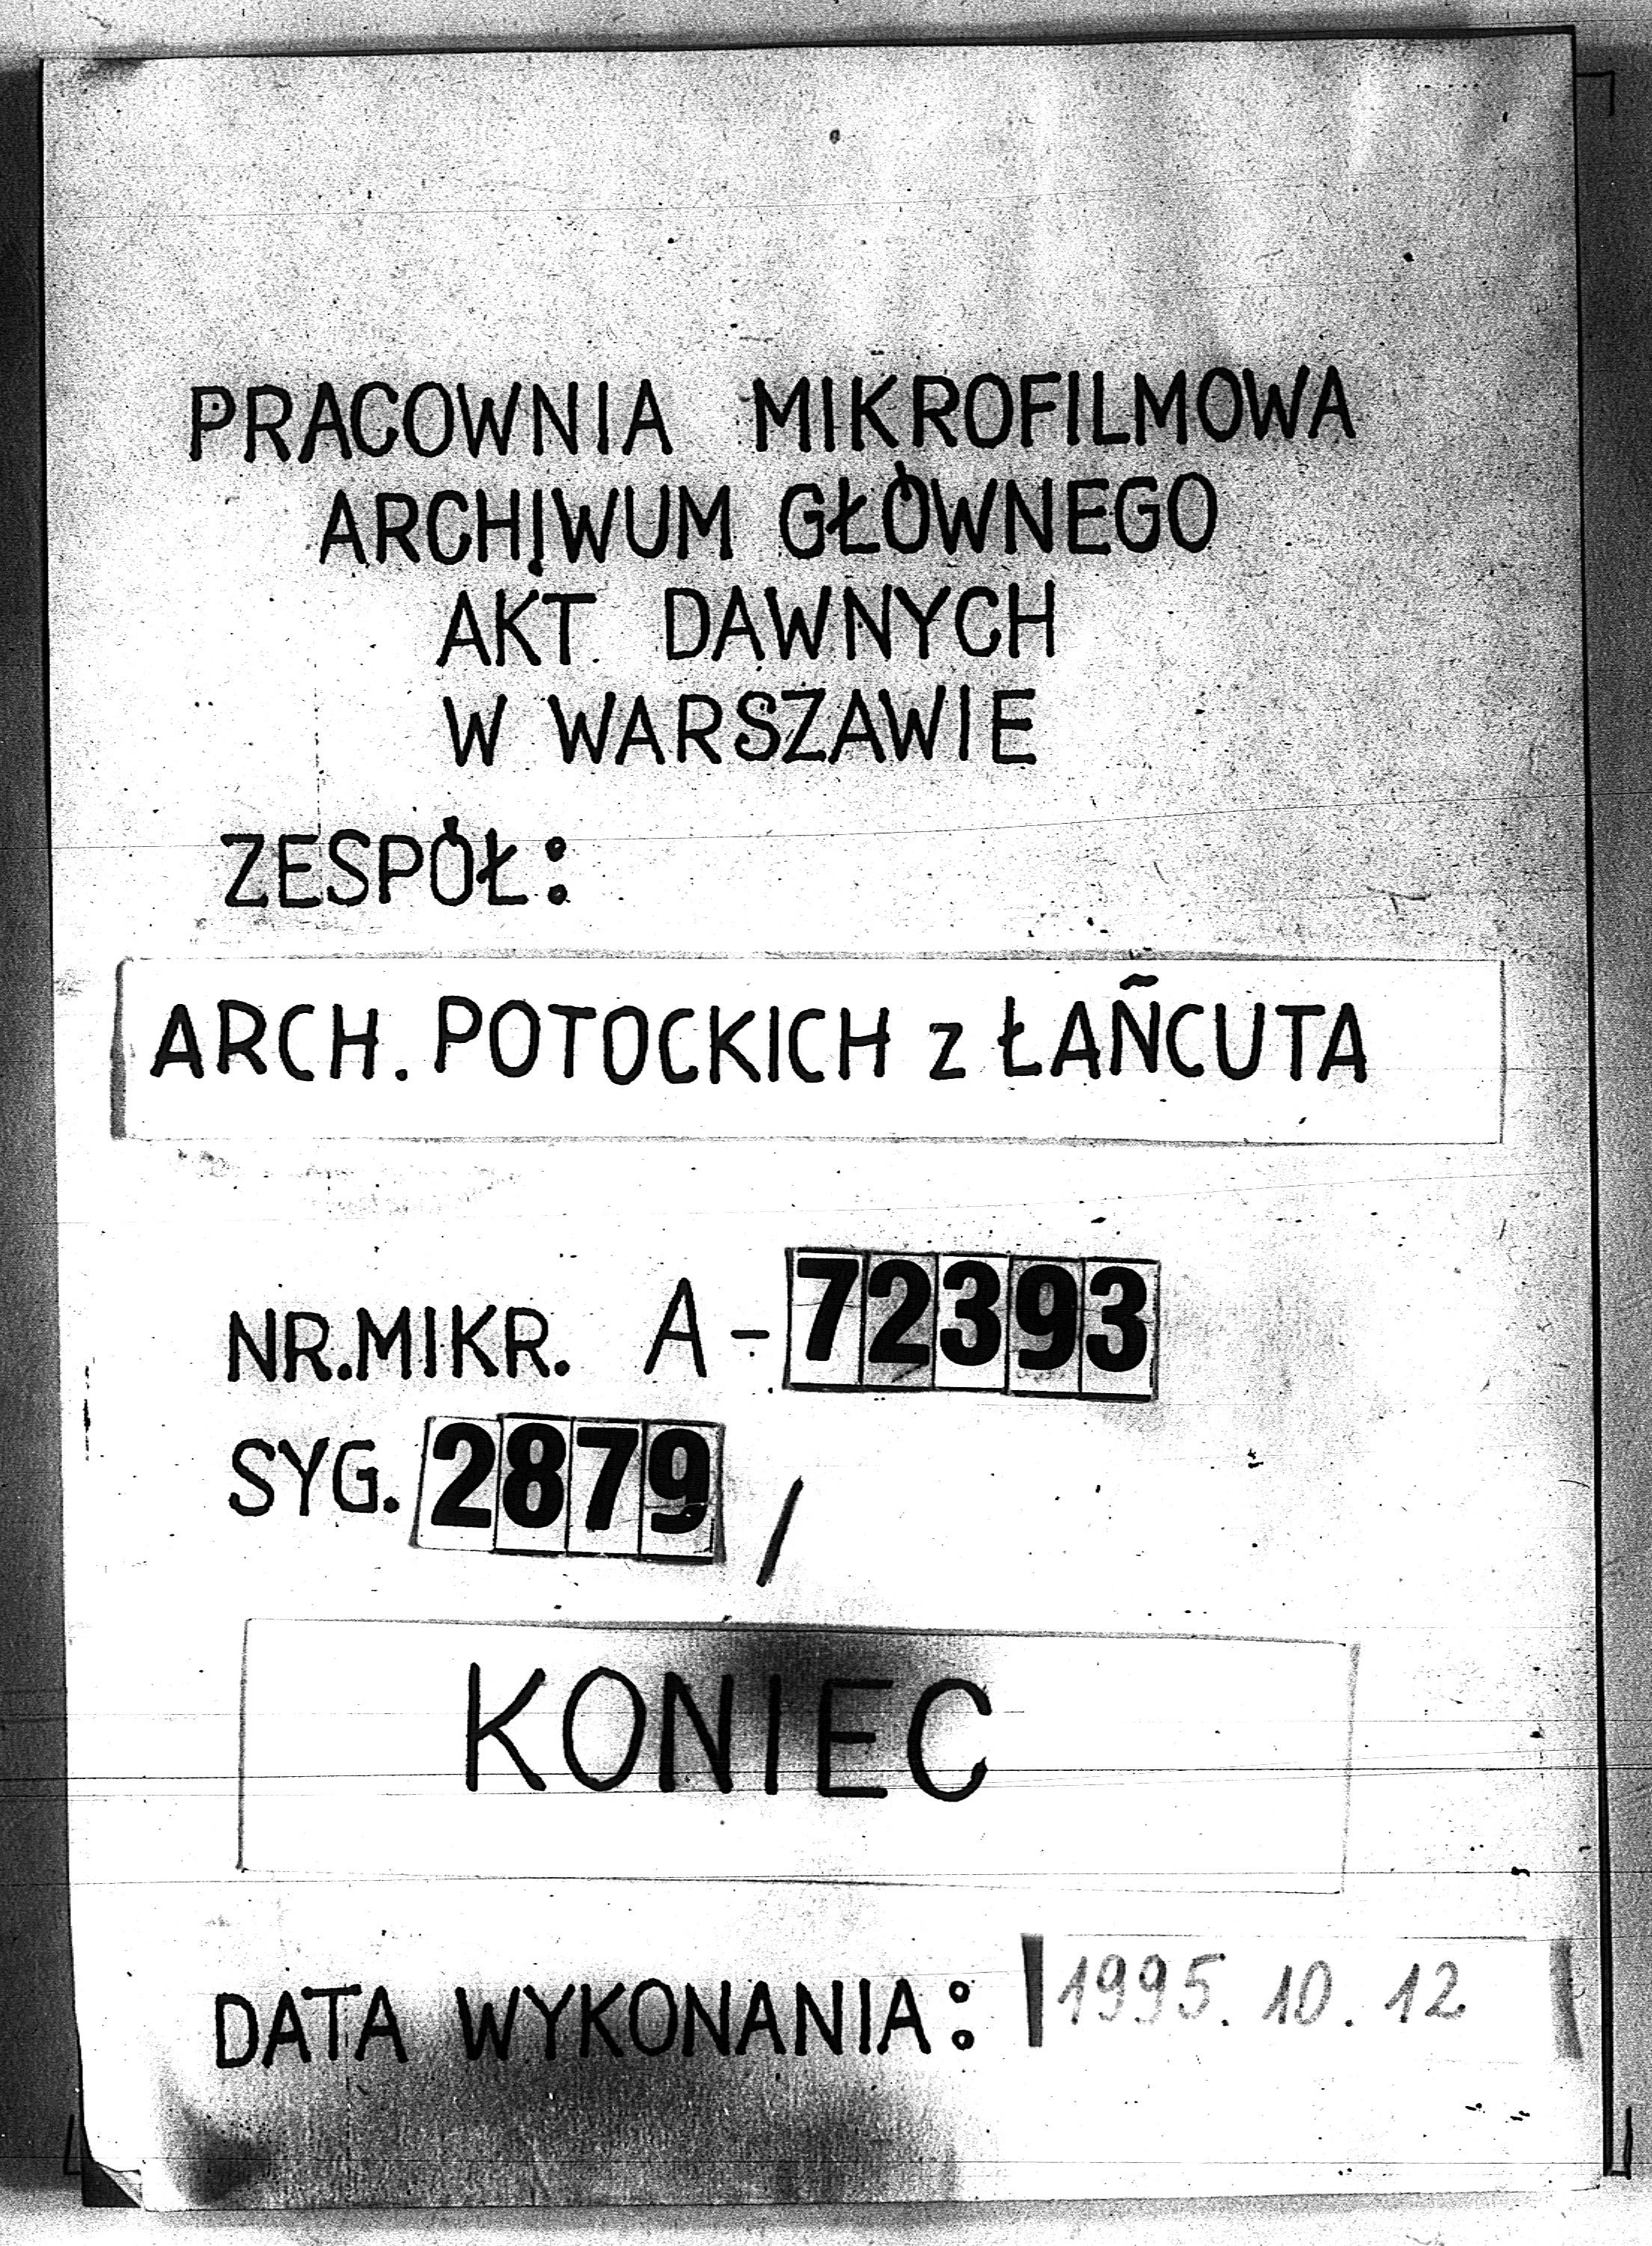 PRACOWNIA MIKROFILMOWA
ARCHIWUM GŁÓWNEGO
AKT DAWNYCH
W WARSZAWIE
ZESPÓŁ:
ARCH. POTOCKICH z ŁAŃCUTA
NR.MIKR. A-72393
SYG. 2879/
KONIEC
DATA WYKONANIA: 1995.10.12